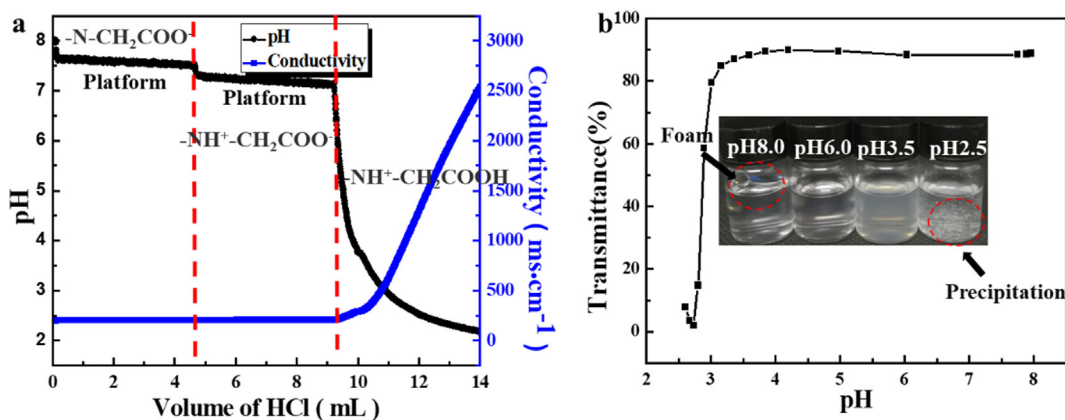 a
-N-CH₂COO⁻
Platform
Platform
-NH⁺-CH₂COO⁻
-NH⁺-CH₂COOH
pH
Conductivity
pH
8
7
6
5
4
3
2
0
2
4
6
8
10
12
14
Volume of HCl ( mL )
3000
2500
2000
1500
1000
500
0
Conductivity ( ms·cm⁻¹ )
b
Transmittance(%)
100
80
60
40
20
0
2
3
4
5
6
7
8
pH
Foam
pH8.0 pH6.0 pH3.5 pH2.5
Precipitation